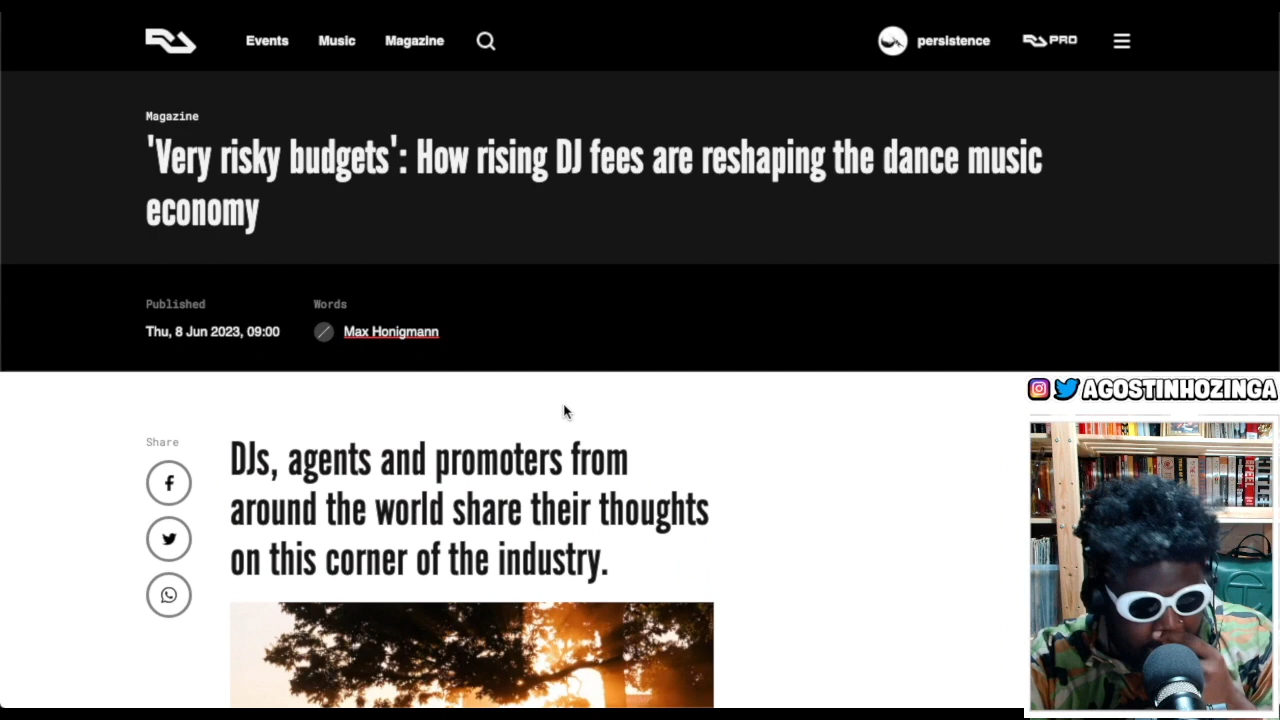 Events Music Magazine persistence PRO
Magazine
'Very risky budgets': How rising DJ fees are reshaping the dance music
economy
Published Words
Thu, 8 Jun 2023, 09:00 Max Honigmann
AGOSTINHOZINGA
Share
DJs, agents and promoters from
around the world share their thoughts
on this corner of the industry.